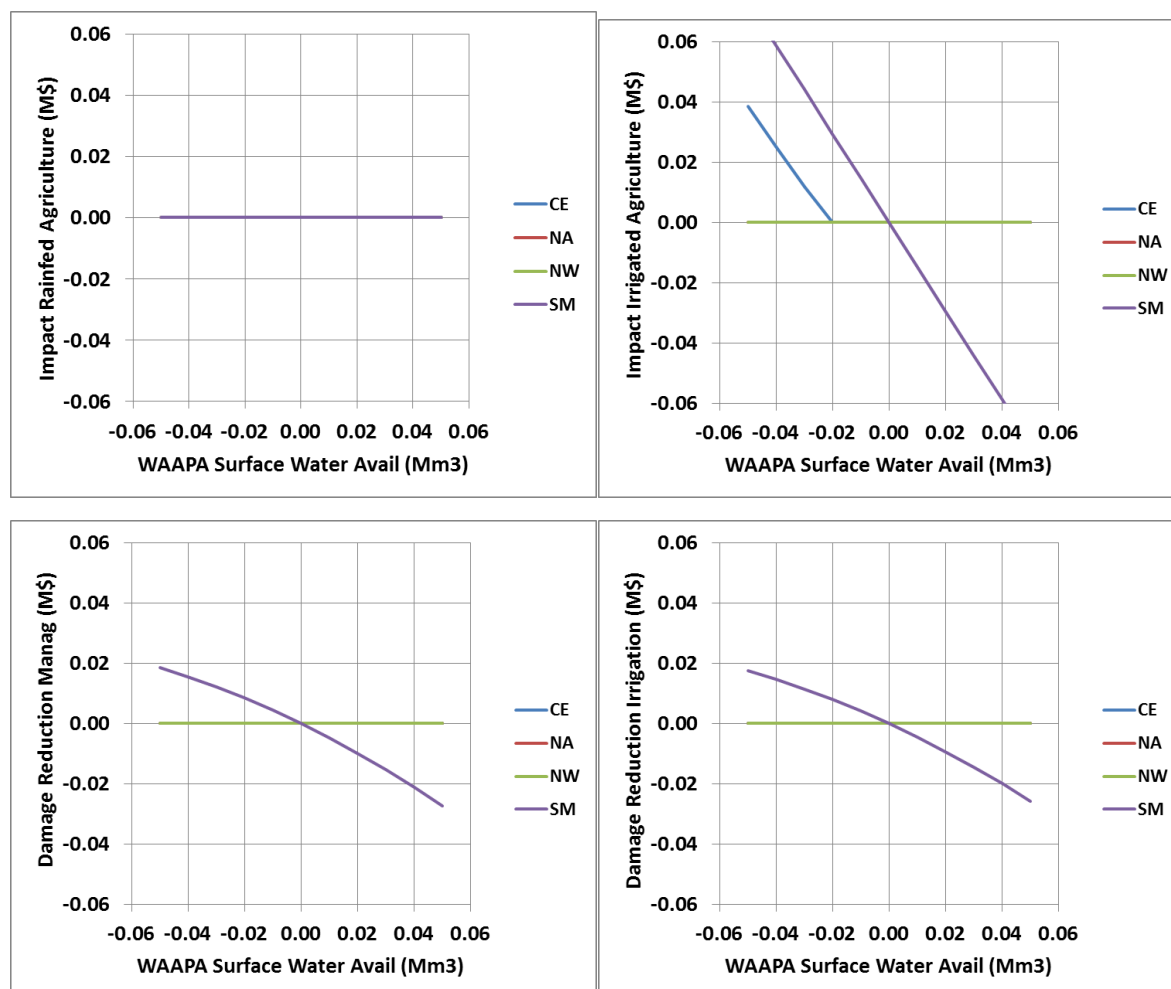 Impact Rainfed Agriculture (M$)
0.06
0.04
0.02
0.00
-0.02
-0.04
-0.06
-0.06 -0.04 -0.02 0.00 0.02 0.04 0.06
WAAPA Surface Water Avail (Mm3)
CE
NA
NW
SM
Impact Irrigated Agriculture (M$)
0.06
0.04
0.02
0.00
-0.02
-0.04
-0.06
-0.06 -0.04 -0.02 0.00 0.02 0.04 0.06
WAAPA Surface Water Avail (Mm3)
CE
NA
NW
SM
Damage Reduction Manag (M$)
0.06
0.04
0.02
0.00
-0.02
-0.04
-0.06
-0.06 -0.04 -0.02 0.00 0.02 0.04 0.06
WAAPA Surface Water Avail (Mm3)
CE
NA
NW
SM
Damage Reduction Irrigation (M$)
0.06
0.04
0.02
0.00
-0.02
-0.04
-0.06
-0.06 -0.04 -0.02 0.00 0.02 0.04 0.06
WAAPA Surface Water Avail (Mm3)
CE
NA
NW
SM